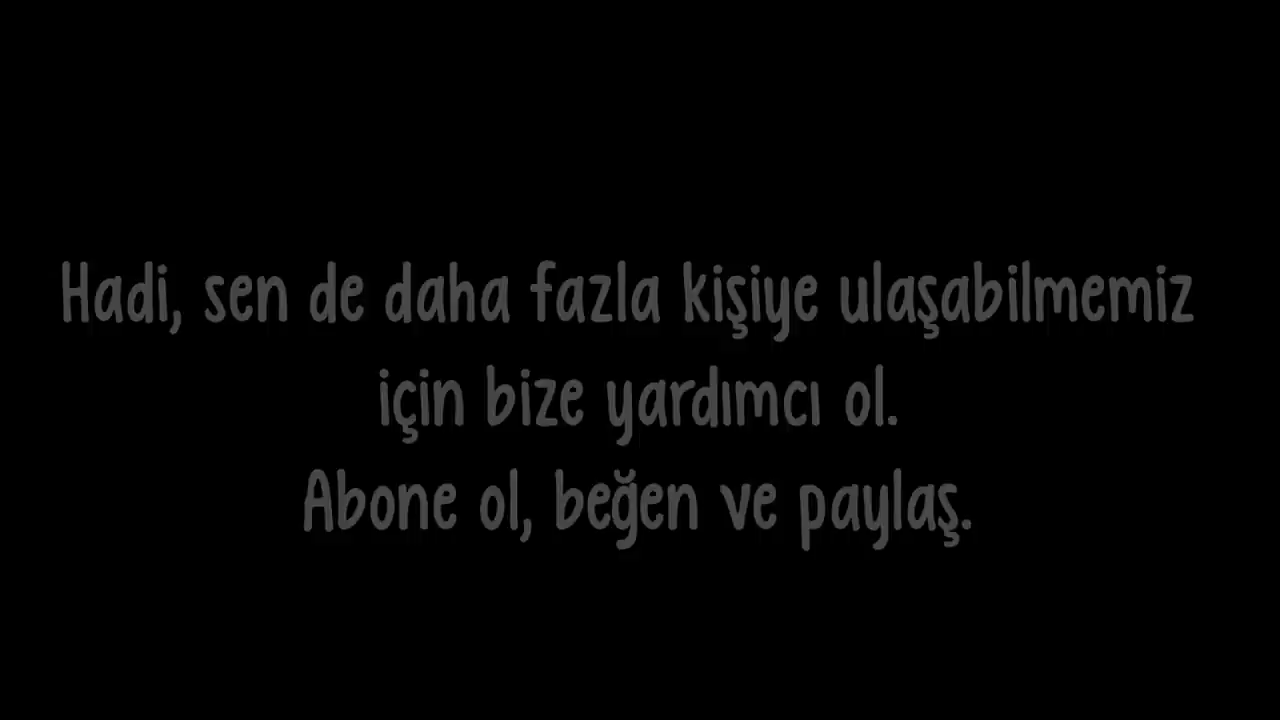 Hadi, sen de daha fazla kişiye ulaşabilmemiz
için bize yardımcı ol.
Abone ol, beğen ve paylaş.